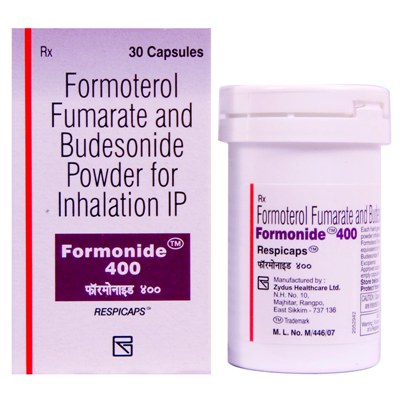 Rx
30 Capsules
Formoterol
Fumarate and
Budesonide
Powder for
Inhalation IP
Formonide™
400
फॉरमोनाइड ४००
RESPICAPS™
Rx
Formoterol Fumarate and
Formonide™400
Respicaps™
फॉरमोनाइड ४००
Manufactured by :
Zydus Healthcare Ltd.
N.H. No. 10,
Majhitar, Rangpo,
East Sikkim - 737 136
™ Trademark
M. L. No. M/446/07